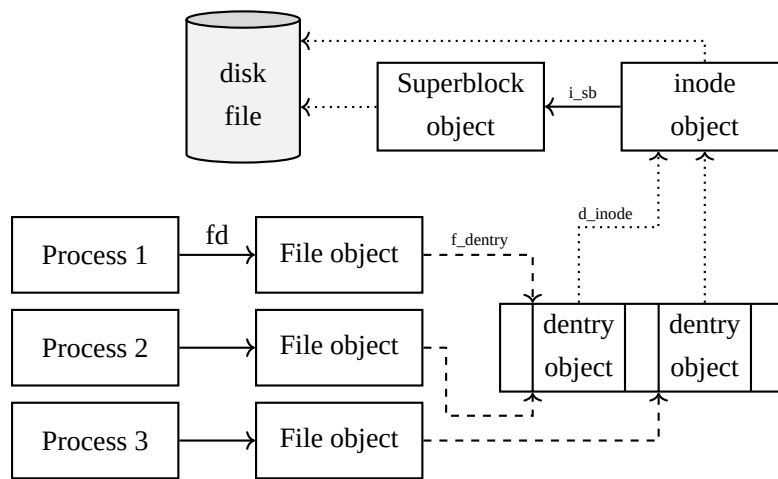 disk
file
Superblock
object
i_sb
inode
object
d_inode
Process 1
fd
File object
f_dentry
Process 2
File object
dentry
object
dentry
object
Process 3
File object